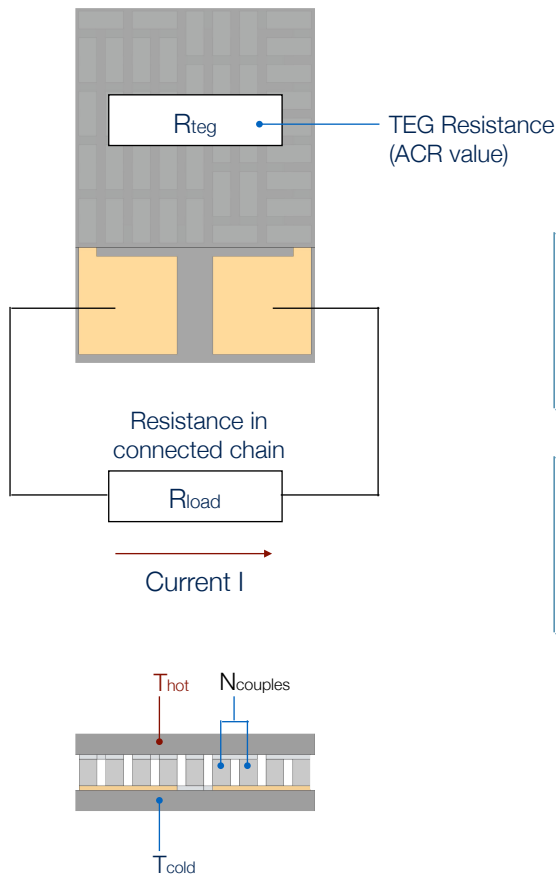 Rteg
TEG Resistance
(ACR value)
Resistance in
connected chain
Rload
Current I
Thot
Ncouples
Tcold